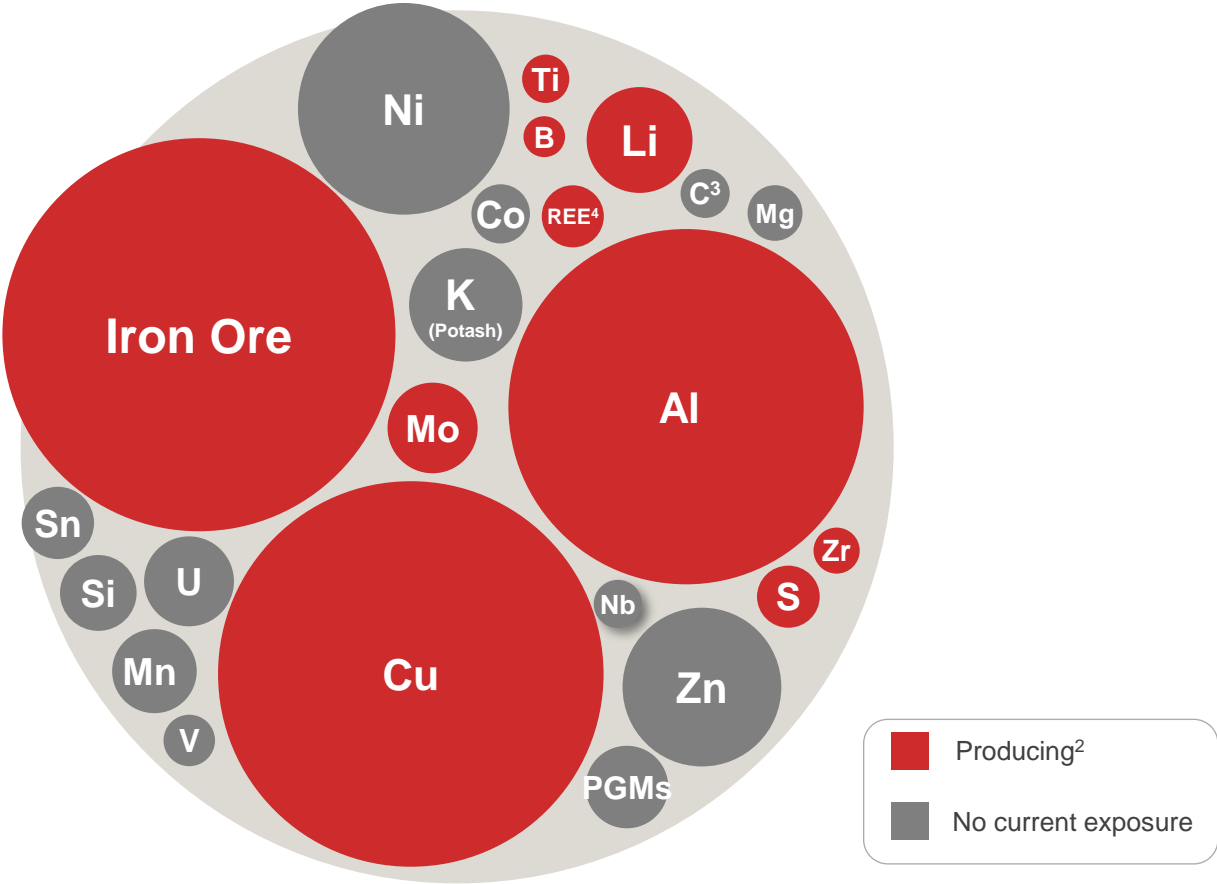 Ni
Ti
B
Li
C³
Mg
Co
REE⁴
K
(Potash)
Iron Ore
Al
Mo
Sn
Si
U
Mn
V
Cu
Nb
Zr
S
Zn
PGMs
Producing²
No current exposure